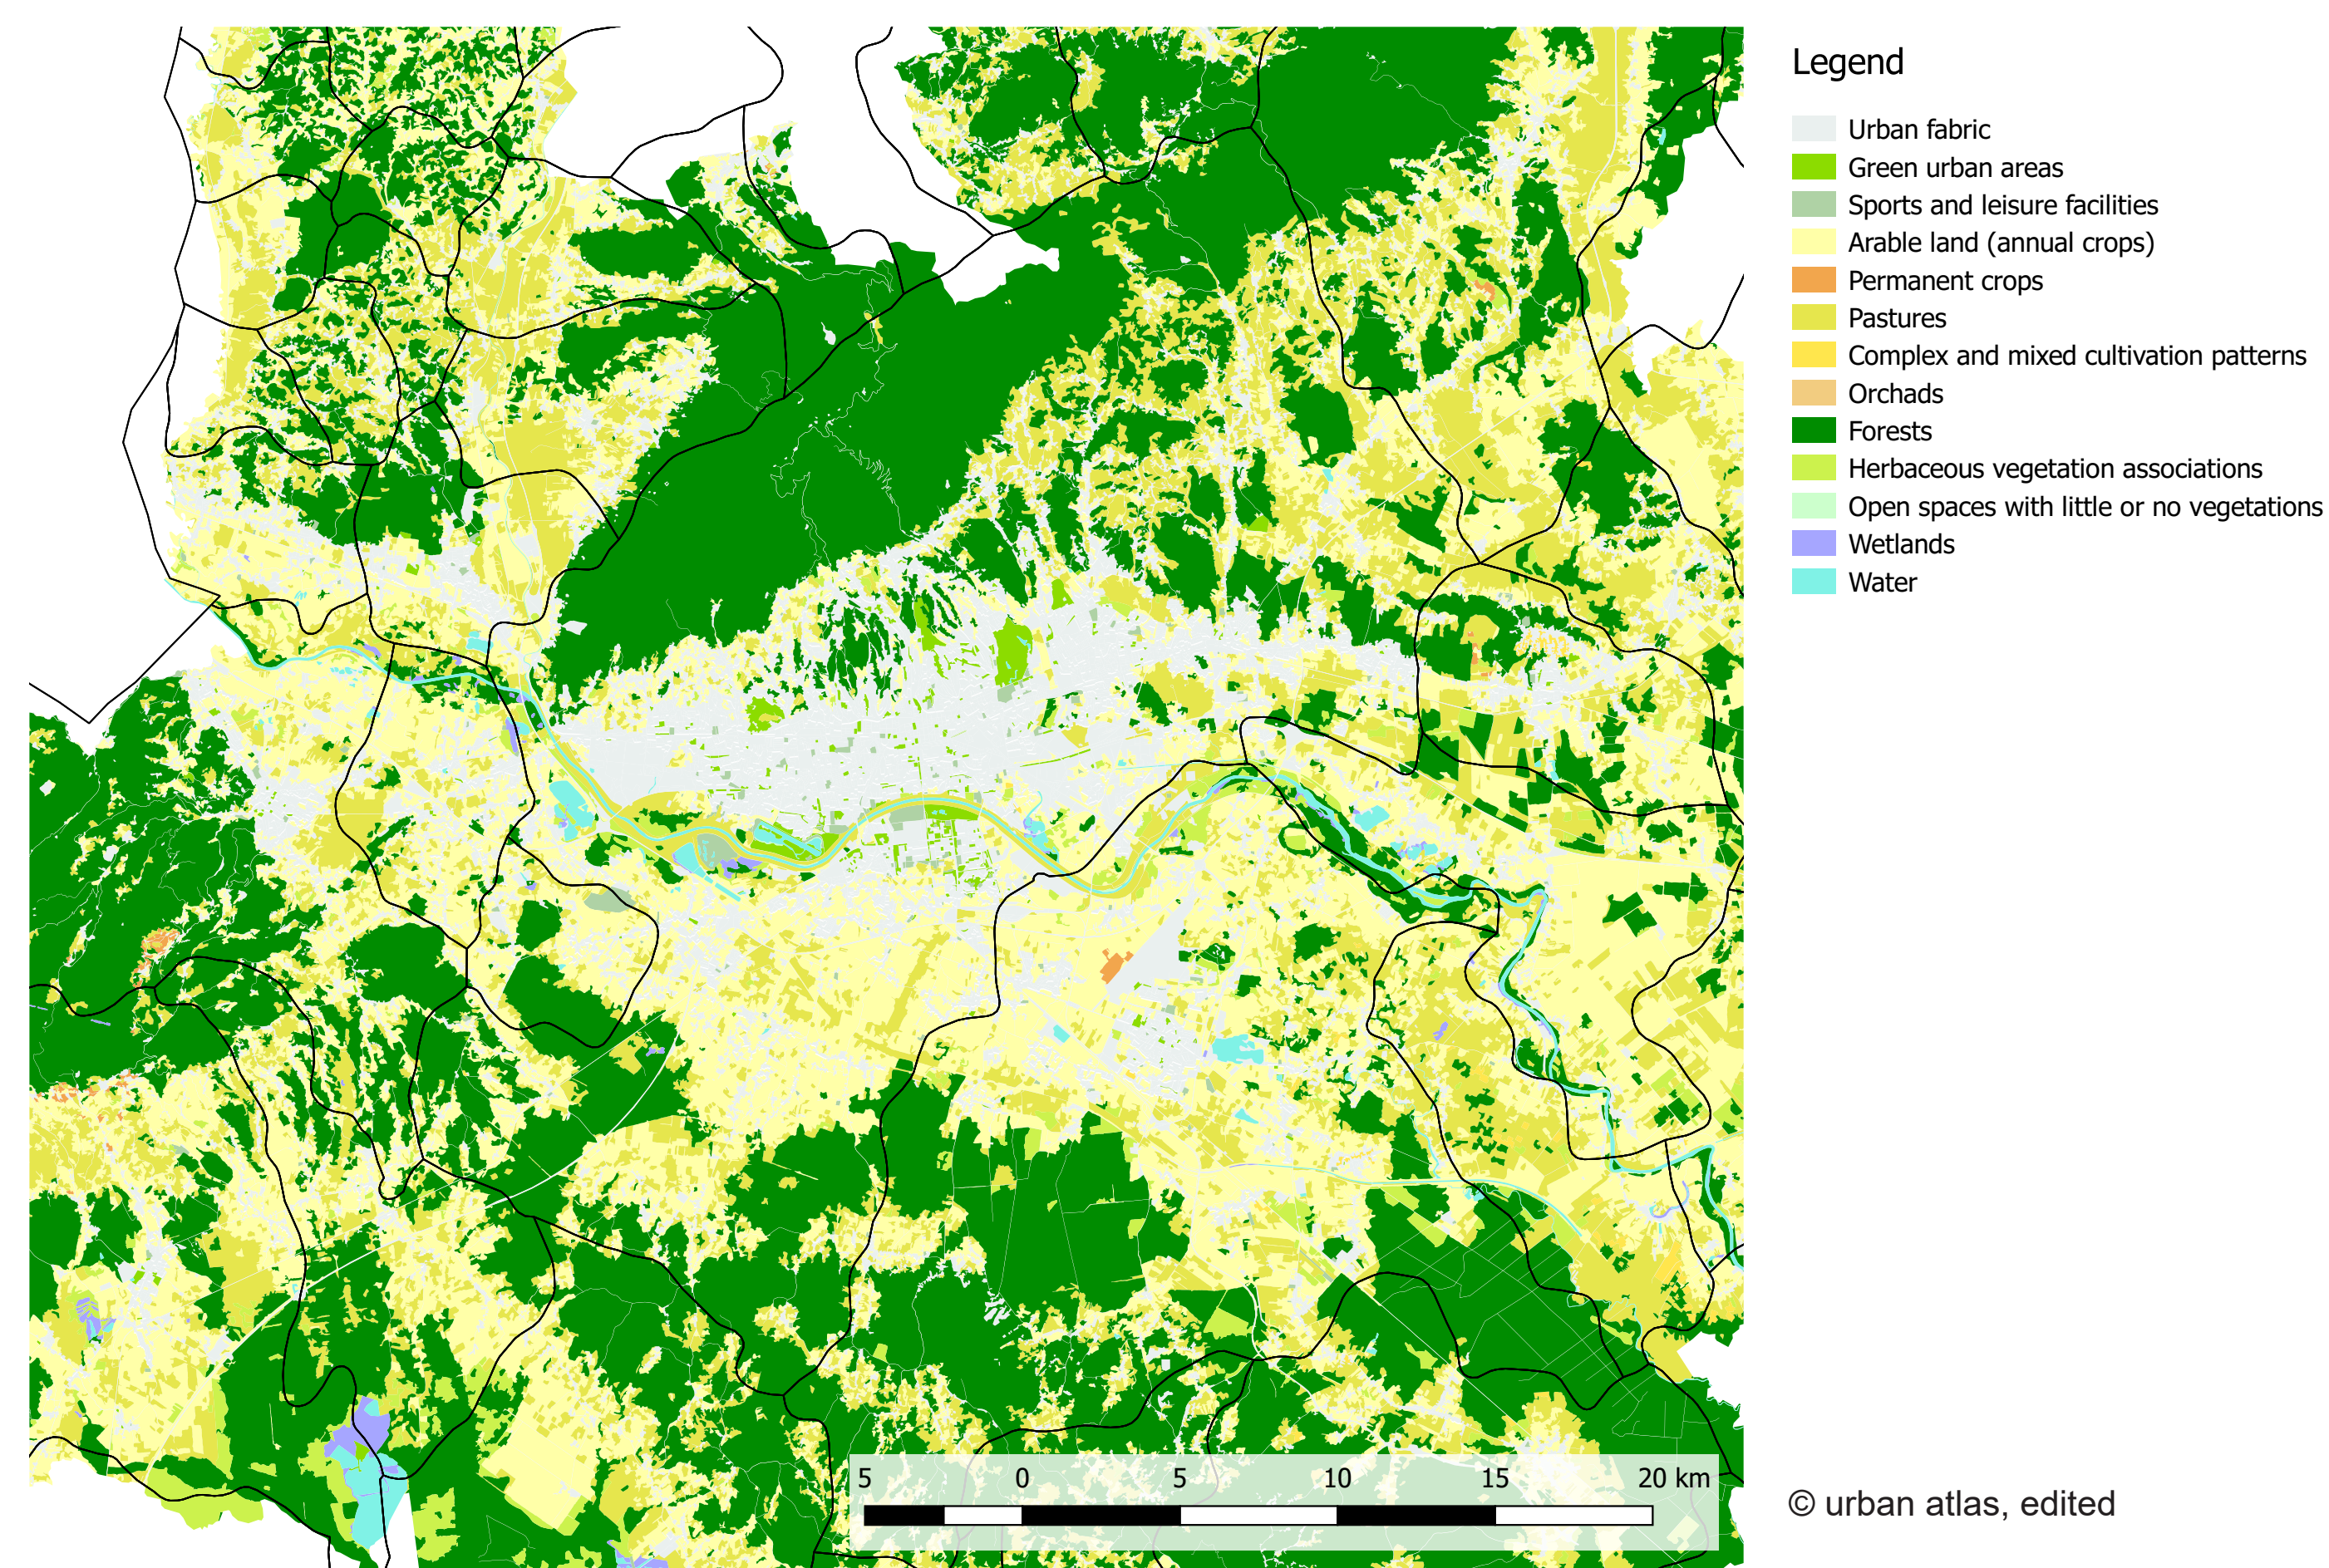 Legend
Urban fabric
Green urban areas
Sports and leisure facilities
Arable land (annual crops)
Permanent crops
Pastures
Complex and mixed cultivation patterns
Orchads
Forests
Herbaceous vegetation associations
Open spaces with little or no vegetations
Wetlands
Water
5 0 5 10 15 20 km
© urban atlas, edited